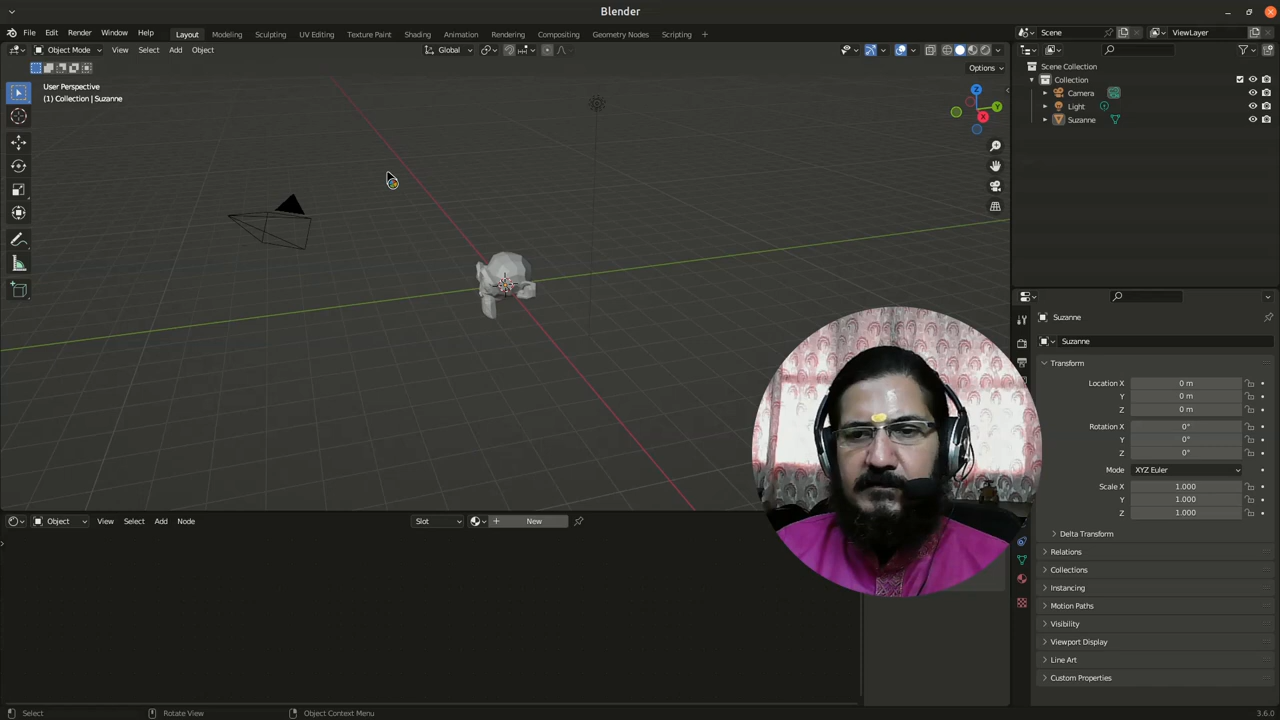 Blender
File Edit Render Window Help Layout Modeling Sculpting UV Editing Texture Paint Shading Animation Rendering Compositing Geometry Nodes Scripting + Scene ViewLayer
Object Mode View Select Add Object Global
Options
User Perspective
(1) Collection | Suzanne
Z
Y
X
Scene Collection
Collection
Camera
Light
Suzanne
Suzanne
Suzanne
Transform
Location X 0 m
Y 0 m
Z 0 m
Rotation X 0°
Y 0°
Z 0°
Mode XYZ Euler
Scale X 1.000
Y 1.000
Z 1.000
Delta Transform
Relations
Collections
Instancing
Motion Paths
Visibility
Viewport Display
Line Art
Custom Properties
Object View Select Add Node Slot + New
Select Rotate View Object Context Menu 3.6.0